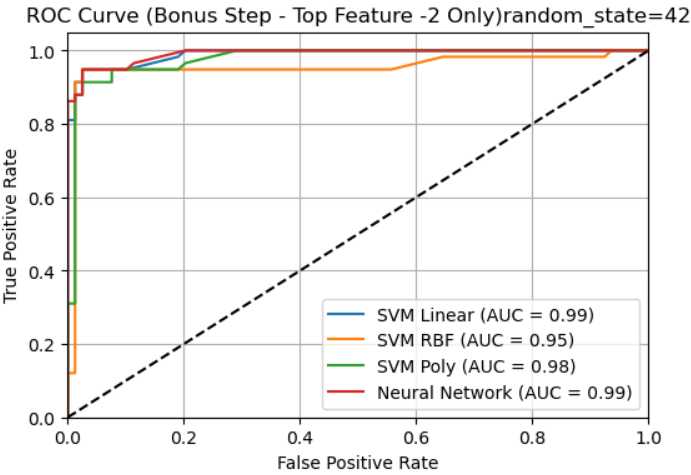 ROC Curve (Bonus Step - Top Feature -2 Only)random_state=42
1.0
0.8
0.6
0.4
0.2
0.0
True Positive Rate
SVM Linear (AUC = 0.99)
SVM RBF (AUC = 0.95)
SVM Poly (AUC = 0.98)
Neural Network (AUC = 0.99)
0.0 0.2 0.4 0.6 0.8 1.0
False Positive Rate